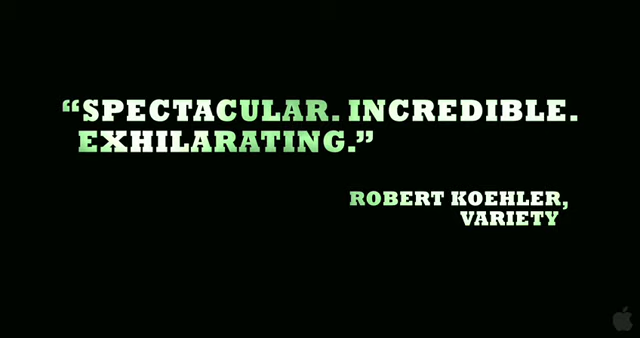 “SPECTACULAR. INCREDIBLE.
EXHILARATING.”
ROBERT KOEHLER,
VARIETY